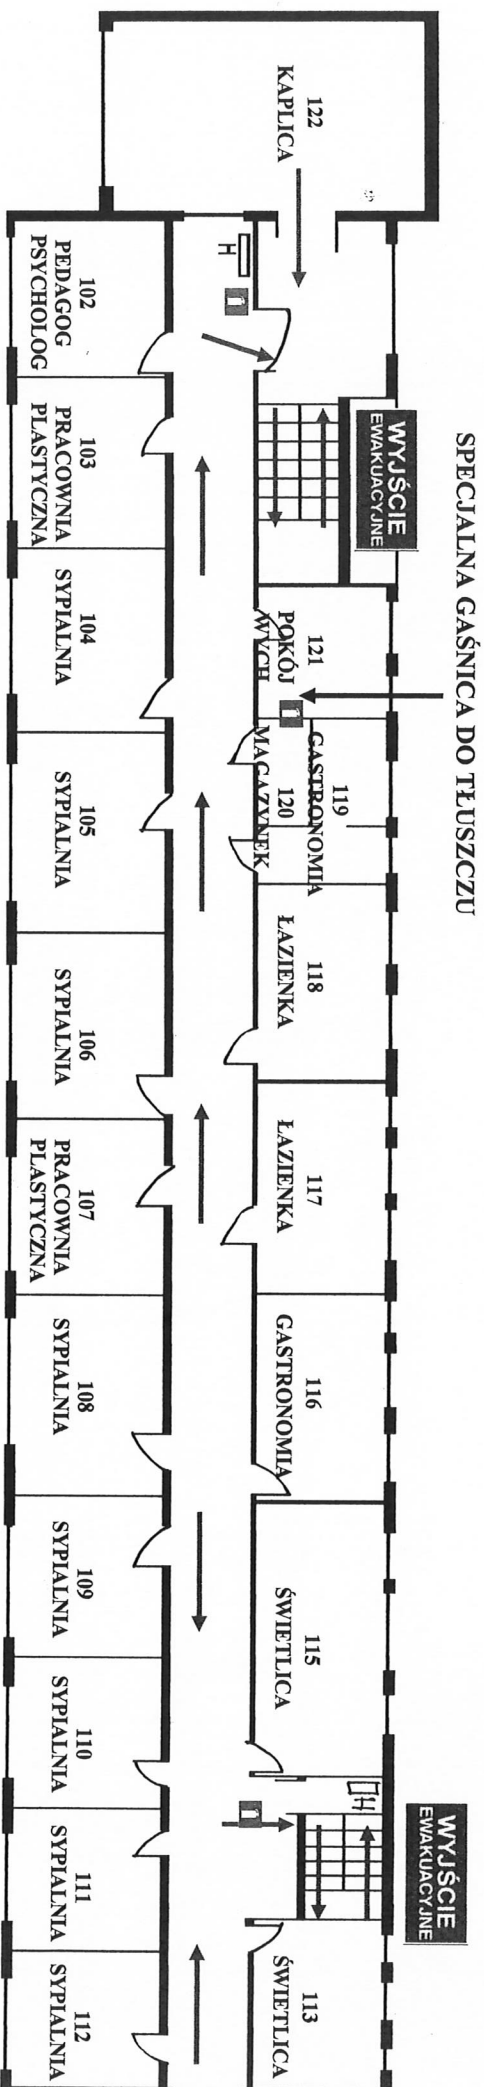 SPECJALNA GAŚNICA DO TŁUSZCZU
WYJŚCIE
EWAKUACYJNE
WYJŚCIE
EWAKUACYJNE
122
KAPLICA
121
POKÓJ
WYCH
119
GASTRONOMIA
120
MAGAZYNEK
118
ŁAZIENKA
117
ŁAZIENKA
116
GASTRONOMIA
115
ŚWIETLICA
H
113
ŚWIETLICA
H
102
PEDAGOG
PSYCHOLOG
103
PRACOWNIA
PLASTYCZNA
104
SYPIALNIA
105
SYPIALNIA
106
SYPIALNIA
107
PRACOWNIA
PLASTYCZNA
108
SYPIALNIA
109
SYPIALNIA
110
SYPIALNIA
111
SYPIALNIA
112
SYPIALNIA